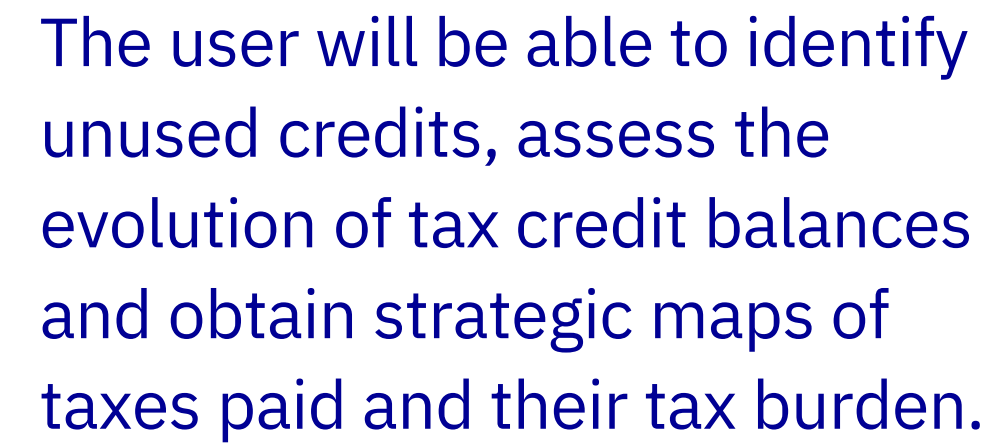 The user will be able to identify
unused credits, assess the
evolution of tax credit balances
and obtain strategic maps of
taxes paid and their tax burden.